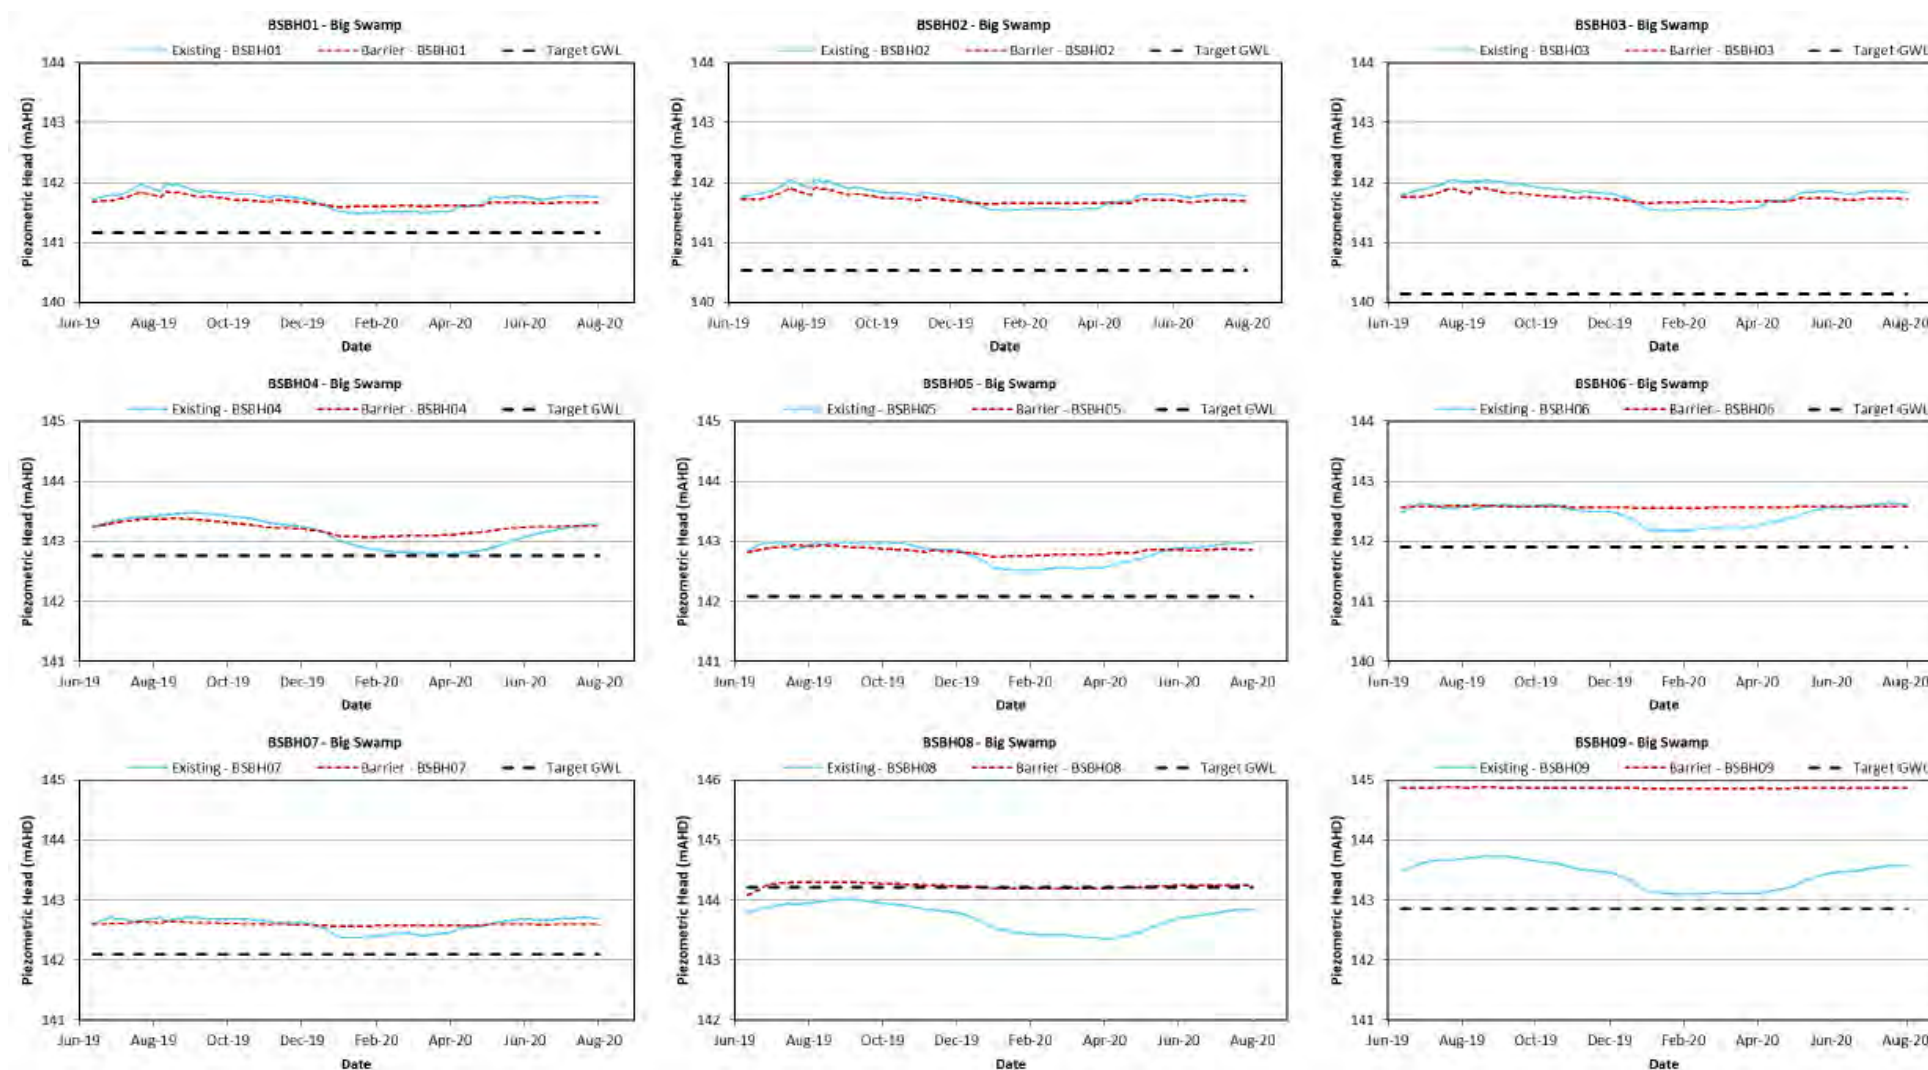 BSBH01 - Big Swamp
Existing - BSBH01 Barrier - BSBH01 Target GWL
Piezometric Head (mAHD)
144
143
142
141
140
Jun-19 Aug-19 Oct-19 Dec-19 Feb-20 Apr-20 Jun-20 Aug-20
Date
BSBH02 - Big Swamp
Existing - BSBH02 Barrier - BSBH02 Target GWL
Piezometric Head (mAHD)
144
143
142
141
140
Jun-19 Aug-19 Oct-19 Dec-19 Feb-20 Apr-20 Jun-20 Aug-20
Date
BSBH03 - Big Swamp
Existing - BSBH03 Barrier - BSBH03 Target GWL
Piezometric Head (mAHD)
144
143
142
141
140
Jun-19 Aug-19 Oct-19 Dec-19 Feb-20 Apr-20 Jun-20 Aug-20
Date
BSBH04 - Big Swamp
Existing - BSBH04 Barrier - BSBH04 Target GWL
Piezometric Head (mAHD)
145
144
143
142
141
Jun-19 Aug-19 Oct-19 Dec-19 Feb-20 Apr-20 Jun-20 Aug-20
Date
BSBH05 - Big Swamp
Existing - BSBH05 Barrier - BSBH05 Target GWL
Piezometric Head (mAHD)
145
144
143
142
141
Jun-19 Aug-19 Oct-19 Dec-19 Feb-20 Apr-20 Jun-20 Aug-20
Date
BSBH06 - Big Swamp
Existing - BSBH06 Barrier - BSBH06 Target GWL
Piezometric Head (mAHD)
144
143
142
141
140
Jun-19 Aug-19 Oct-19 Dec-19 Feb-20 Apr-20 Jun-20 Aug-20
Date
BSBH07 - Big Swamp
Existing - BSBH07 Barrier - BSBH07 Target GWL
Piezometric Head (mAHD)
145
144
143
142
141
Jun-19 Aug-19 Oct-19 Dec-19 Feb-20 Apr-20 Jun-20 Aug-20
Date
BSBH08 - Big Swamp
Existing - BSBH08 Barrier - BSBH08 Target GWL
Piezometric Head (mAHD)
146
145
144
143
142
Jun-19 Aug-19 Oct-19 Dec-19 Feb-20 Apr-20 Jun-20 Aug-20
Date
BSBH09 - Big Swamp
Existing - BSBH09 Barrier - BSBH09 Target GWL
Piezometric Head (mAHD)
145
144
143
142
141
Jun-19 Aug-19 Oct-19 Dec-19 Feb-20 Apr-20 Jun-20 Aug-20
Date